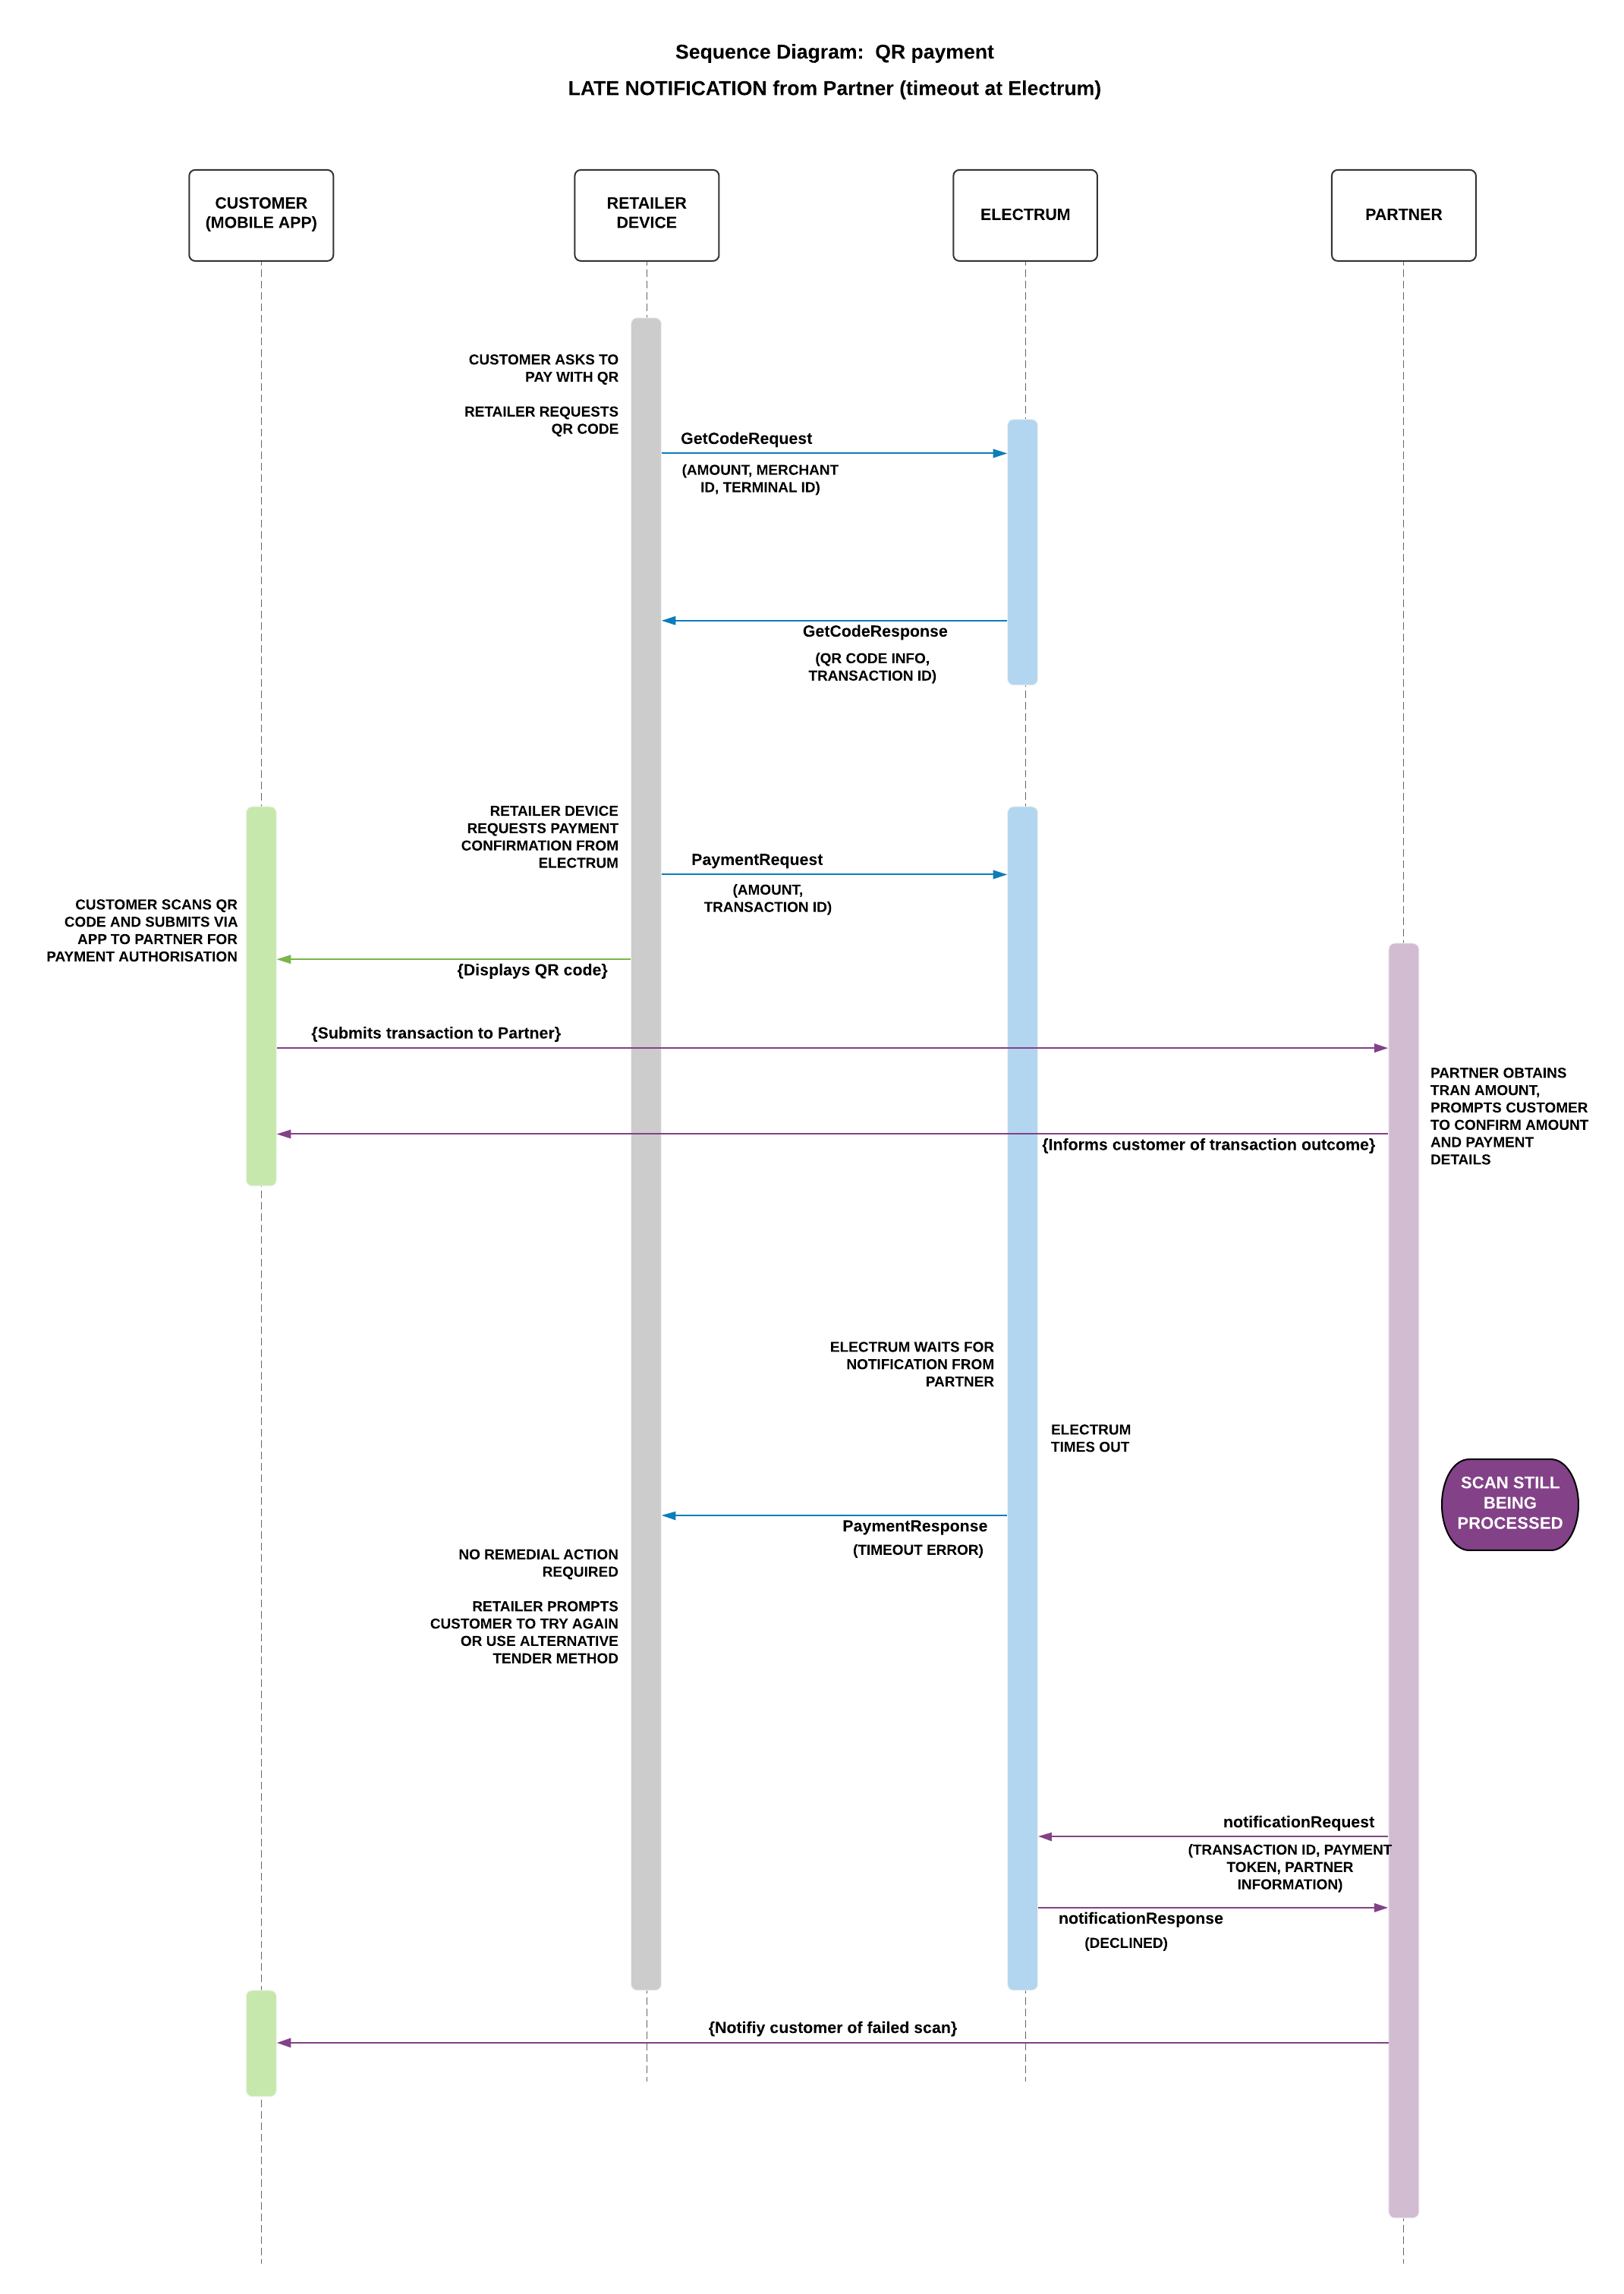 Sequence Diagram:  QR payment
LATE NOTIFICATION from Partner (timeout at Electrum)
CUSTOMER
(MOBILE APP)
RETAILER
DEVICE
ELECTRUM
PARTNER
CUSTOMER ASKS TO
PAY WITH QR
RETAILER REQUESTS
QR CODE
GetCodeRequest
(AMOUNT, MERCHANT
ID, TERMINAL ID)
GetCodeResponse
(QR CODE INFO,
TRANSACTION ID)
RETAILER DEVICE
REQUESTS PAYMENT
CONFIRMATION FROM
ELECTRUM
PaymentRequest
(AMOUNT,
TRANSACTION ID)
CUSTOMER SCANS QR
CODE AND SUBMITS VIA
APP TO PARTNER FOR
PAYMENT AUTHORISATION
{Displays QR code}
{Submits transaction to Partner}
PARTNER OBTAINS
TRAN AMOUNT,
PROMPTS CUSTOMER
TO CONFIRM AMOUNT
AND PAYMENT
DETAILS
{Informs customer of transaction outcome}
ELECTRUM WAITS FOR
NOTIFICATION FROM
PARTNER
ELECTRUM
TIMES OUT
SCAN STILL
BEING
PROCESSED
PaymentResponse
(TIMEOUT ERROR)
NO REMEDIAL ACTION
REQUIRED
RETAILER PROMPTS
CUSTOMER TO TRY AGAIN
OR USE ALTERNATIVE
TENDER METHOD
notificationRequest
(TRANSACTION ID, PAYMENT
TOKEN, PARTNER
INFORMATION)
notificationResponse
(DECLINED)
{Notifiy customer of failed scan}